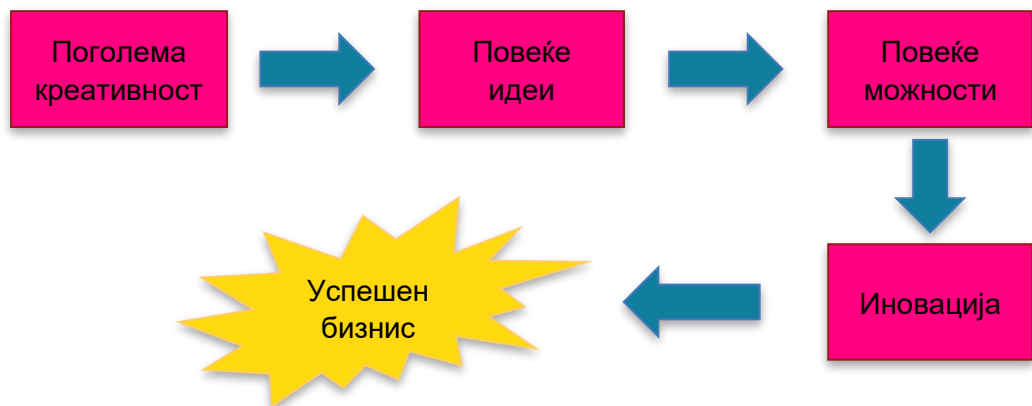 Поголема
креативност
Повеќе
идеи
Повеќе
можности
Иновација
Успешен
бизнис